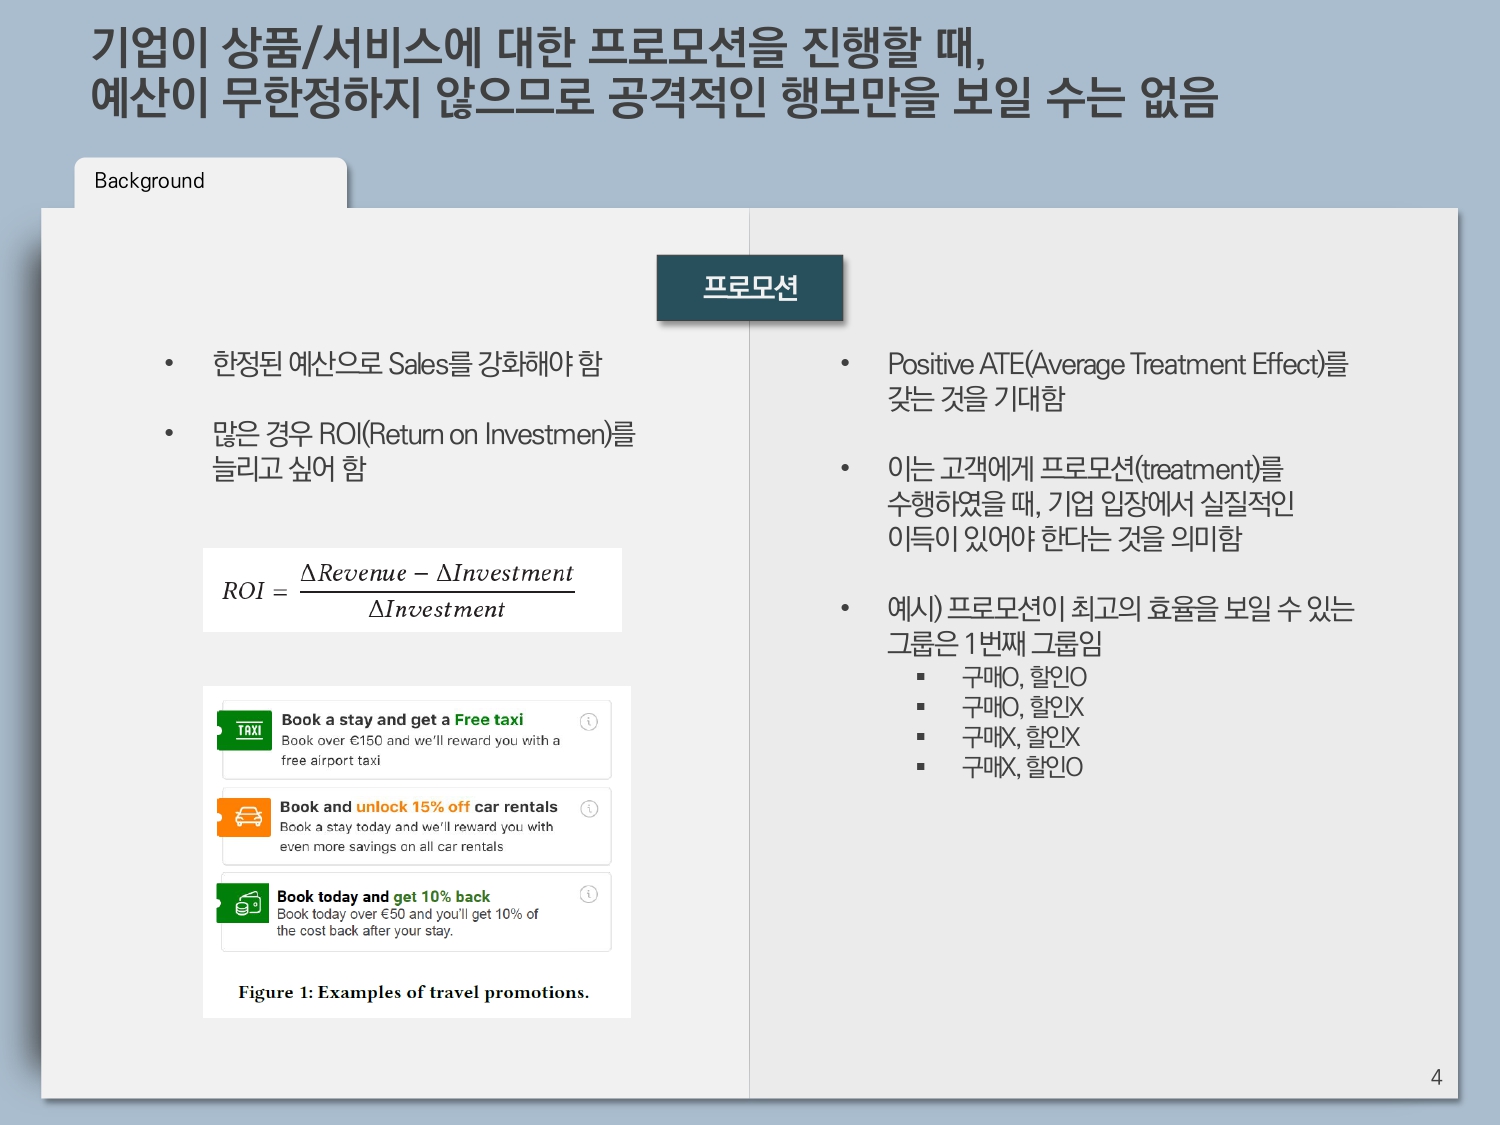 기업이 상품/서비스에 대한 프로모션을 진행할 때,
예산이 무한정하지 않으므로 공격적인 행보만을 보일 수는 없음
Background
프로모션
• 한정된 예산으로 Sales를 강화해야 함
• 많은 경우 ROI(Return on Investmen)를
늘리고 싶어 함
ROI = (ΔRevenue − ΔInvestment) / ΔInvestment
TAXI
Book a stay and get a Free taxi
Book over €150 and we'll reward you with a
free airport taxi
Book and unlock 15% off car rentals
Book a stay today and we'll reward you with
even more savings on all car rentals
Book today and get 10% back
Book today over €50 and you'll get 10% of
the cost back after your stay.
Figure 1: Examples of travel promotions.
• Positive ATE(Average Treatment Effect)를
갖는 것을 기대함
• 이는 고객에게 프로모션(treatment)를
수행하였을 때, 기업 입장에서 실질적인
이득이 있어야 한다는 것을 의미함
• 예시) 프로모션이 최고의 효율을 보일 수 있는
그룹은 1번째 그룹임
▪ 구매O, 할인O
▪ 구매O, 할인X
▪ 구매X, 할인X
▪ 구매X, 할인O
4